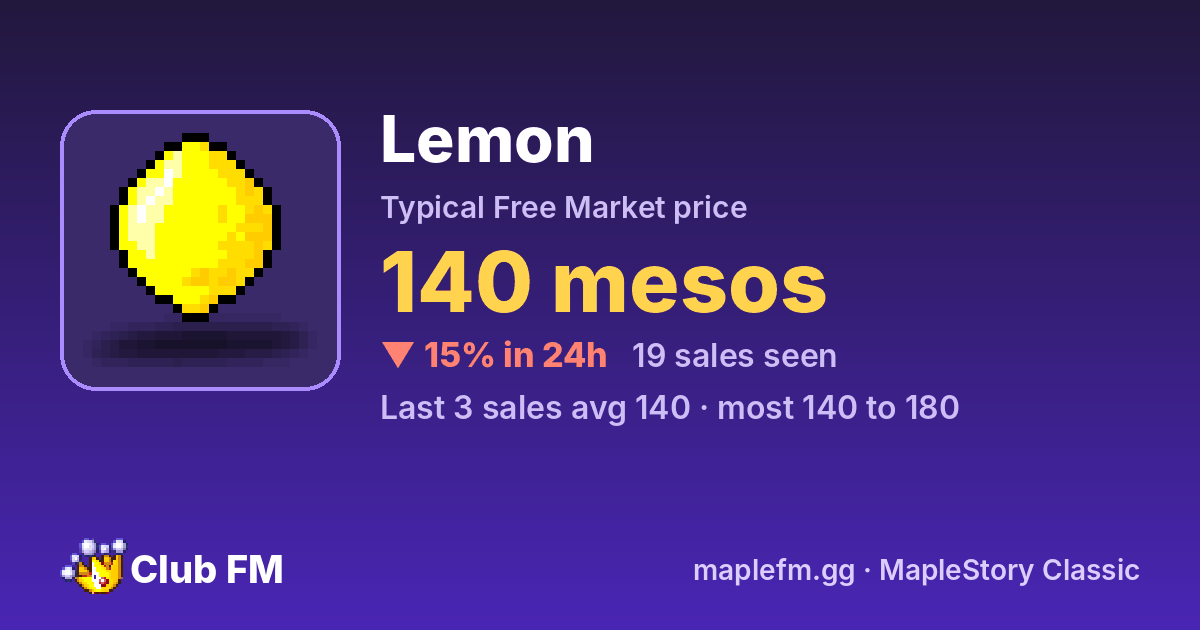 Lemon
Typical Free Market price
140 mesos
▼ 15% in 24h 19 sales seen
Last 3 sales avg 140 · most 140 to 180
Club FM
maplefm.gg · MapleStory Classic